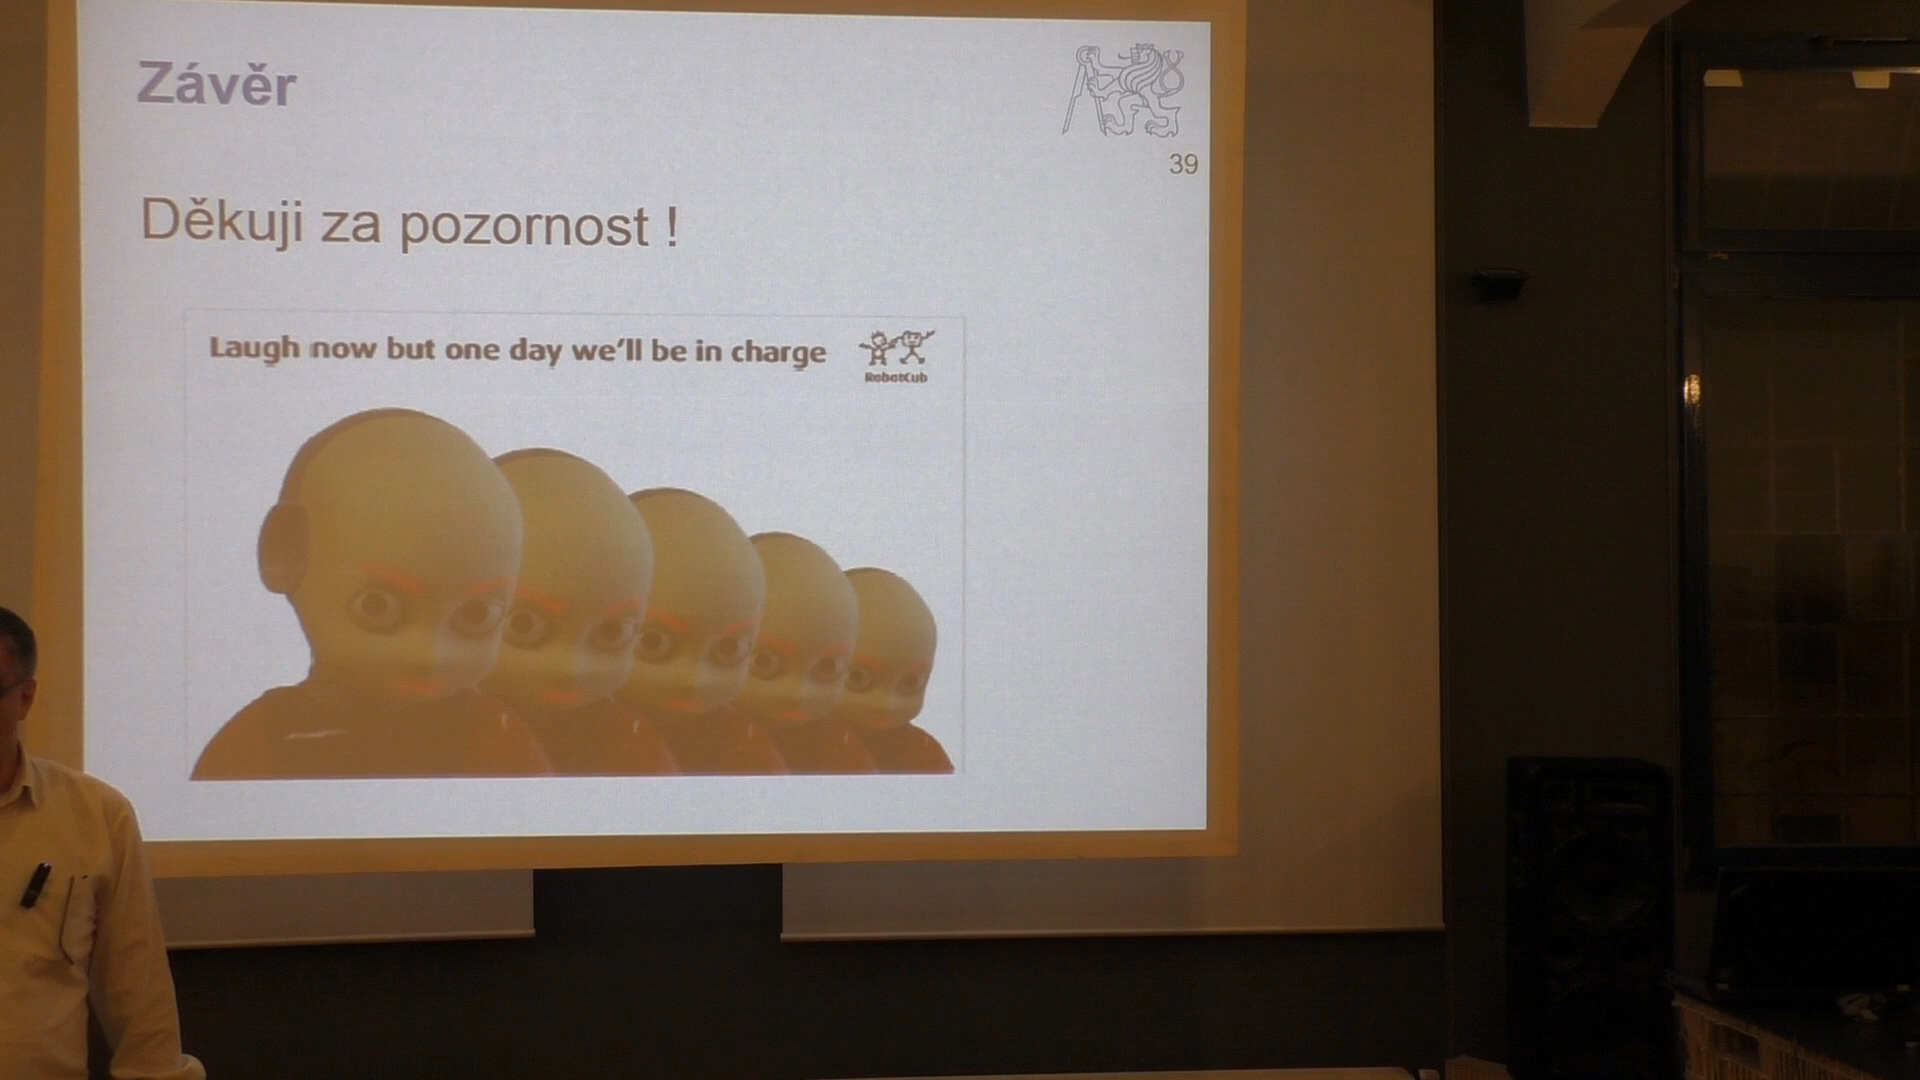 Závěr
39
Děkuji za pozornost !
Laugh now but one day we'll be in charge
RobotCub